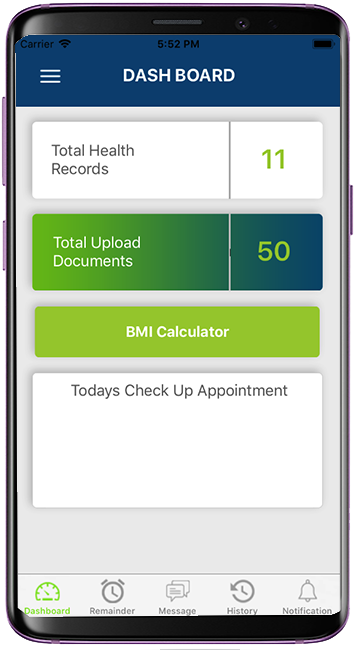 Carrier 5:52 PM
DASH BOARD
Total Health
Records
11
Total Upload
Documents
50
BMI Calculator
Todays Check Up Appointment
Dashboard Remainder Message History Notification